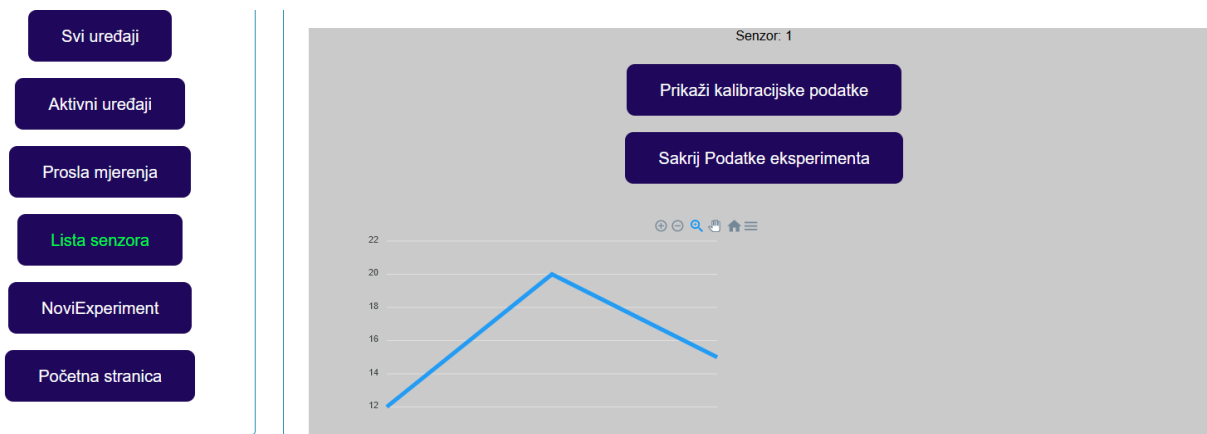 Svi uređaji
Aktivni uređaji
Prosla mjerenja
Lista senzora
NoviExperiment
Početna stranica
Senzor: 1
Prikaži kalibracijske podatke
Sakrij Podatke eksperimenta
22
20
18
16
14
12